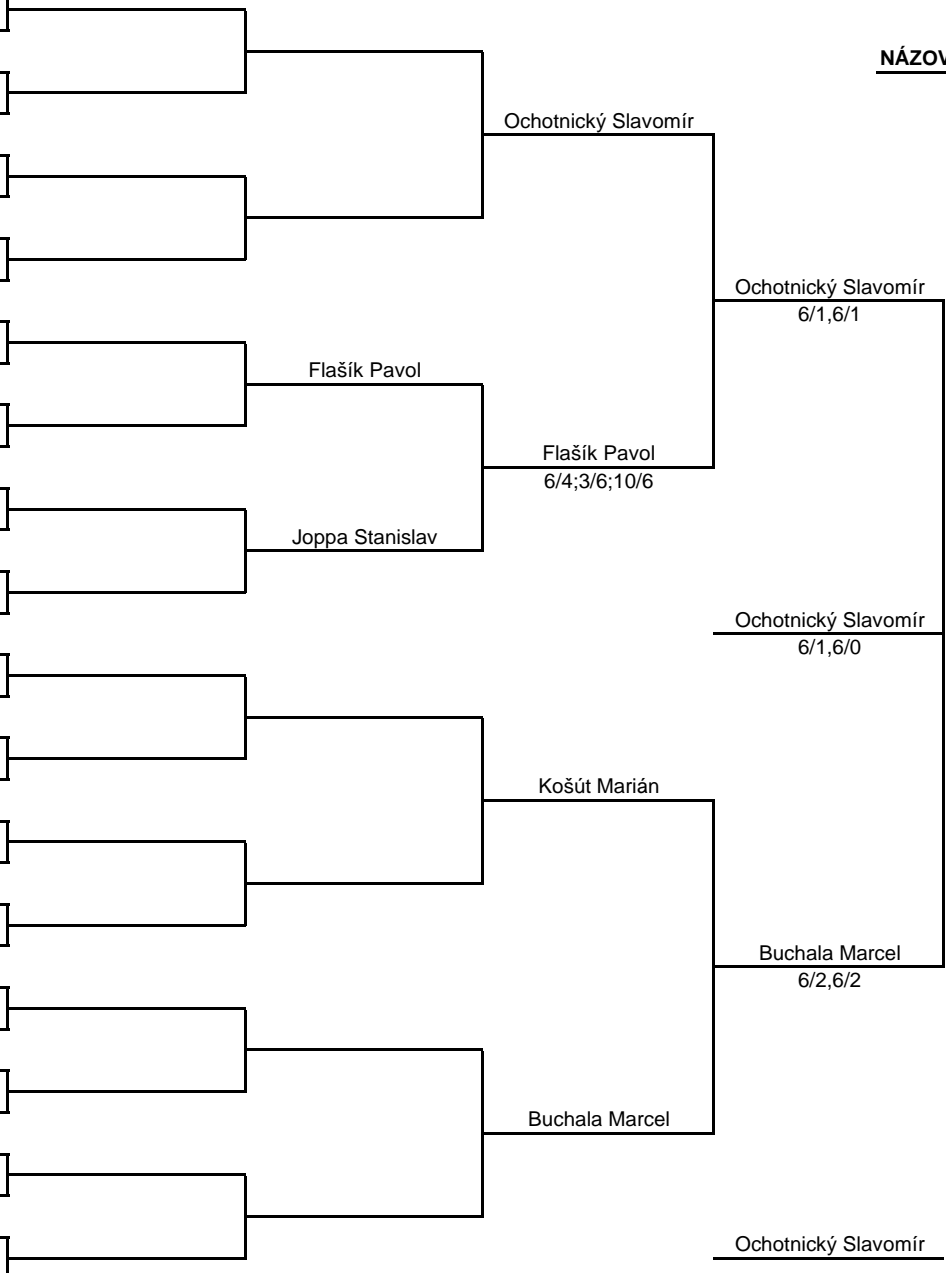 NÁZOV
Ochotnický Slavomír
Ochotnický Slavomír
6/1,6/1
Flašík Pavol
Flašík Pavol
6/4;3/6;10/6
Joppa Stanislav
Ochotnický Slavomír
6/1,6/0
Košút Marián
Buchala Marcel
6/2,6/2
Buchala Marcel
Ochotnický Slavomír